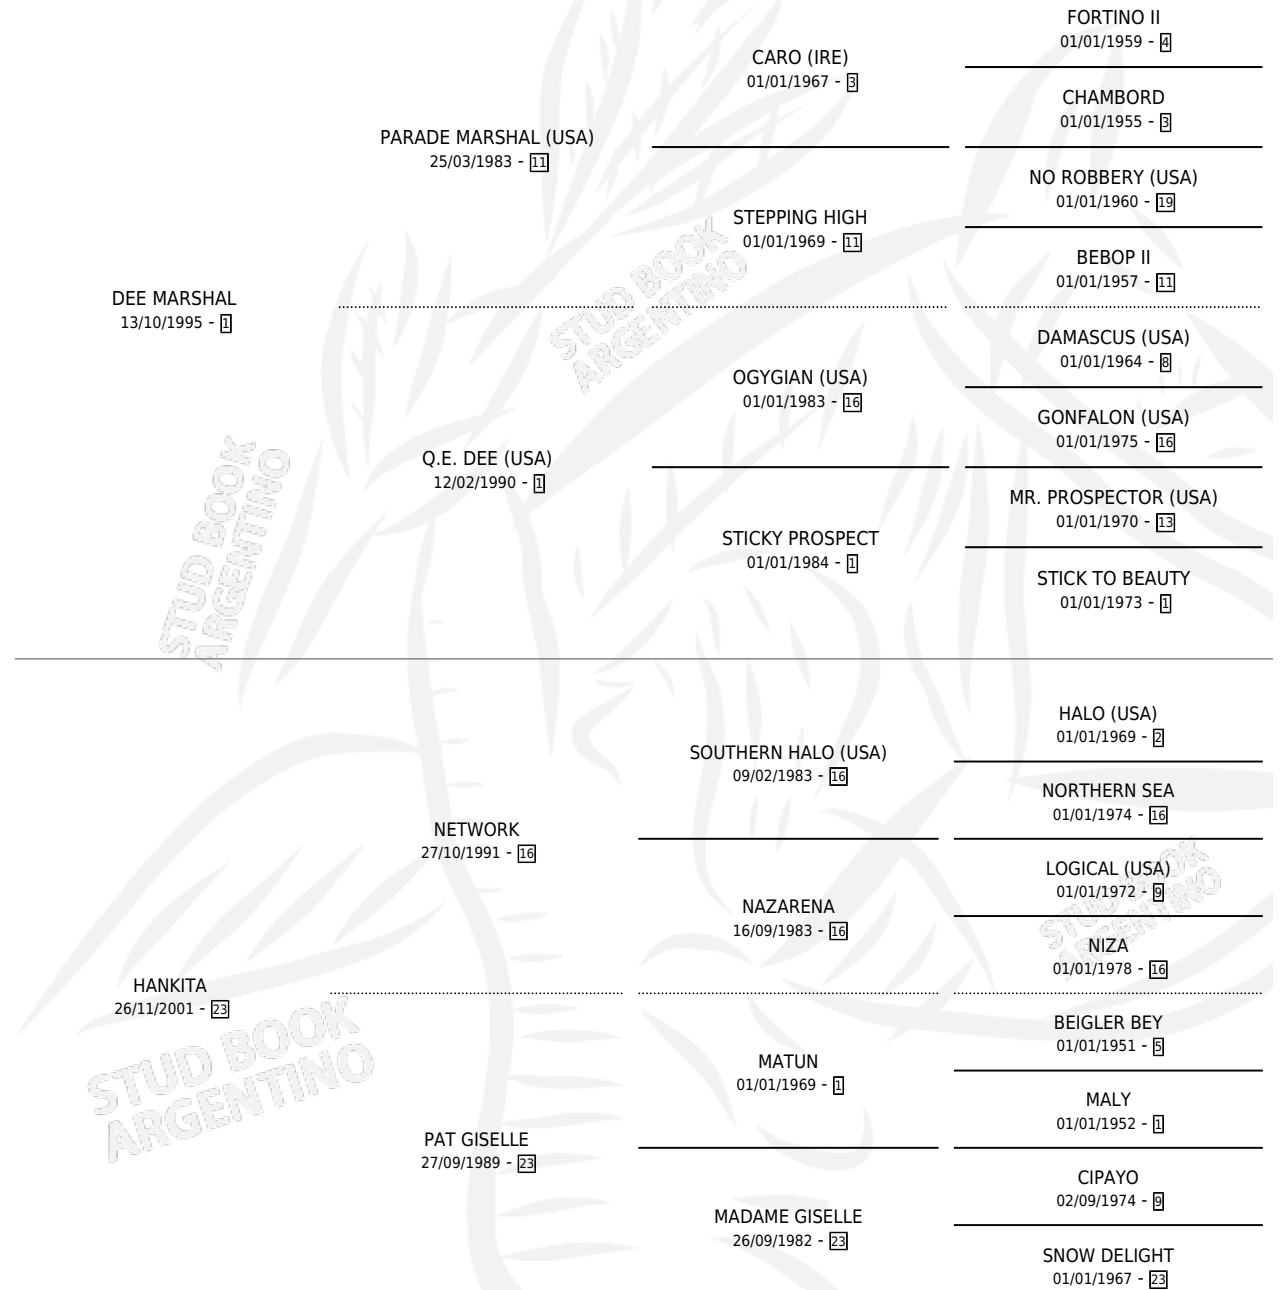 FORTINO II
01/01/1959 - 4
CARO (IRE)
01/01/1967 - 3
CHAMBORD
01/01/1955 - 3
PARADE MARSHAL (USA)
25/03/1983 - 11
NO ROBBERY (USA)
01/01/1960 - 19
STEPPING HIGH
01/01/1969 - 11
BEBOP II
01/01/1957 - 11
DEE MARSHAL
13/10/1995 - 1
DAMASCUS (USA)
01/01/1964 - 8
OGYGIAN (USA)
01/01/1983 - 16
GONFALON (USA)
01/01/1975 - 16
Q.E. DEE (USA)
12/02/1990 - 1
MR. PROSPECTOR (USA)
01/01/1970 - 13
STICKY PROSPECT
01/01/1984 - 1
STICK TO BEAUTY
01/01/1973 - 1
HALO (USA)
01/01/1969 - 2
SOUTHERN HALO (USA)
09/02/1983 - 16
NORTHERN SEA
01/01/1974 - 16
NETWORK
27/10/1991 - 16
LOGICAL (USA)
01/01/1972 - 9
NAZARENA
16/09/1983 - 16
NIZA
01/01/1978 - 16
HANKITA
26/11/2001 - 23
BEIGLER BEY
01/01/1951 - 5
MATUN
01/01/1969 - 1
MALY
01/01/1952 - 1
PAT GISELLE
27/09/1989 - 23
CIPAYO
02/09/1974 - 9
MADAME GISELLE
26/09/1982 - 23
SNOW DELIGHT
01/01/1967 - 23
STUD BOOK
ARGENTINO
STUD BOOK
ARGENTINO
STUD BOOK
ARGENTINO
STUD BOOK
ARGENTINO